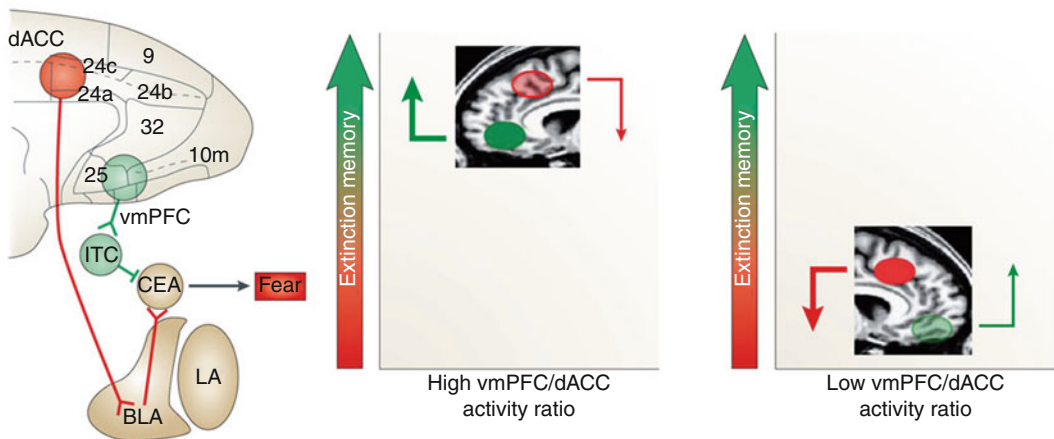 dACC
24c
9
24a
24b
32
10m
25
vmPFC
ITC
CEA
Fear
LA
BLA
Extinction memory
High vmPFC/dACC
activity ratio
Extinction memory
Low vmPFC/dACC
activity ratio